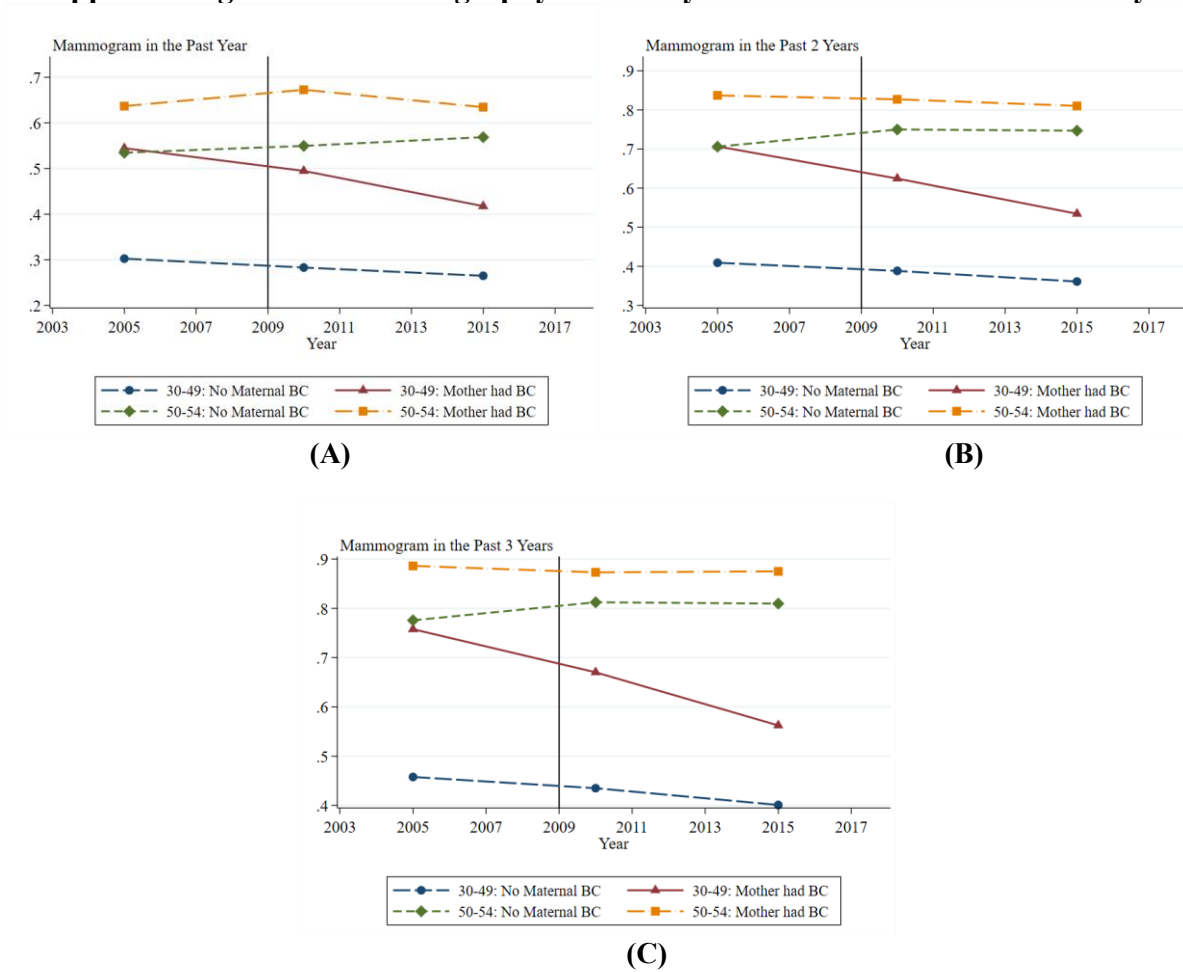 Mammogram in the Past Year
.7
.6
.5
.4
.3
.2
2003 2005 2007 2009 2011 2013 2015 2017
Year
30-49: No Maternal BC 30-49: Mother had BC
50-54: No Maternal BC 50-54: Mother had BC
(A)
Mammogram in the Past 2 Years
.9
.8
.7
.6
.5
.4
.3
2003 2005 2007 2009 2011 2013 2015 2017
Year
30-49: No Maternal BC 30-49: Mother had BC
50-54: No Maternal BC 50-54: Mother had BC
(B)
Mammogram in the Past 3 Years
.9
.8
.7
.6
.5
.4
2003 2005 2007 2009 2011 2013 2015 2017
Year
30-49: No Maternal BC 30-49: Mother had BC
50-54: No Maternal BC 50-54: Mother had BC
(C)